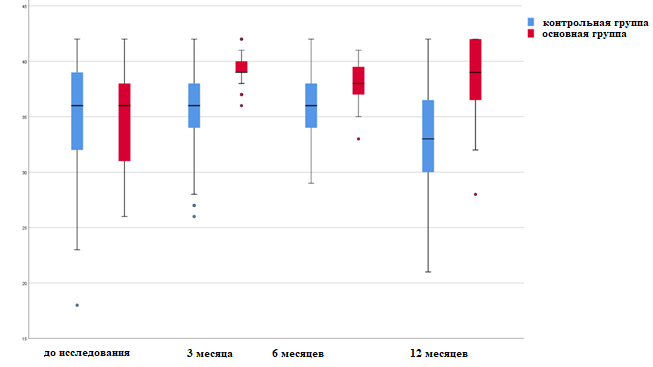 контрольная группа
основная группа
45
40
35
30
25
20
15
до исследования
3 месяца
6 месяцев
12 месяцев